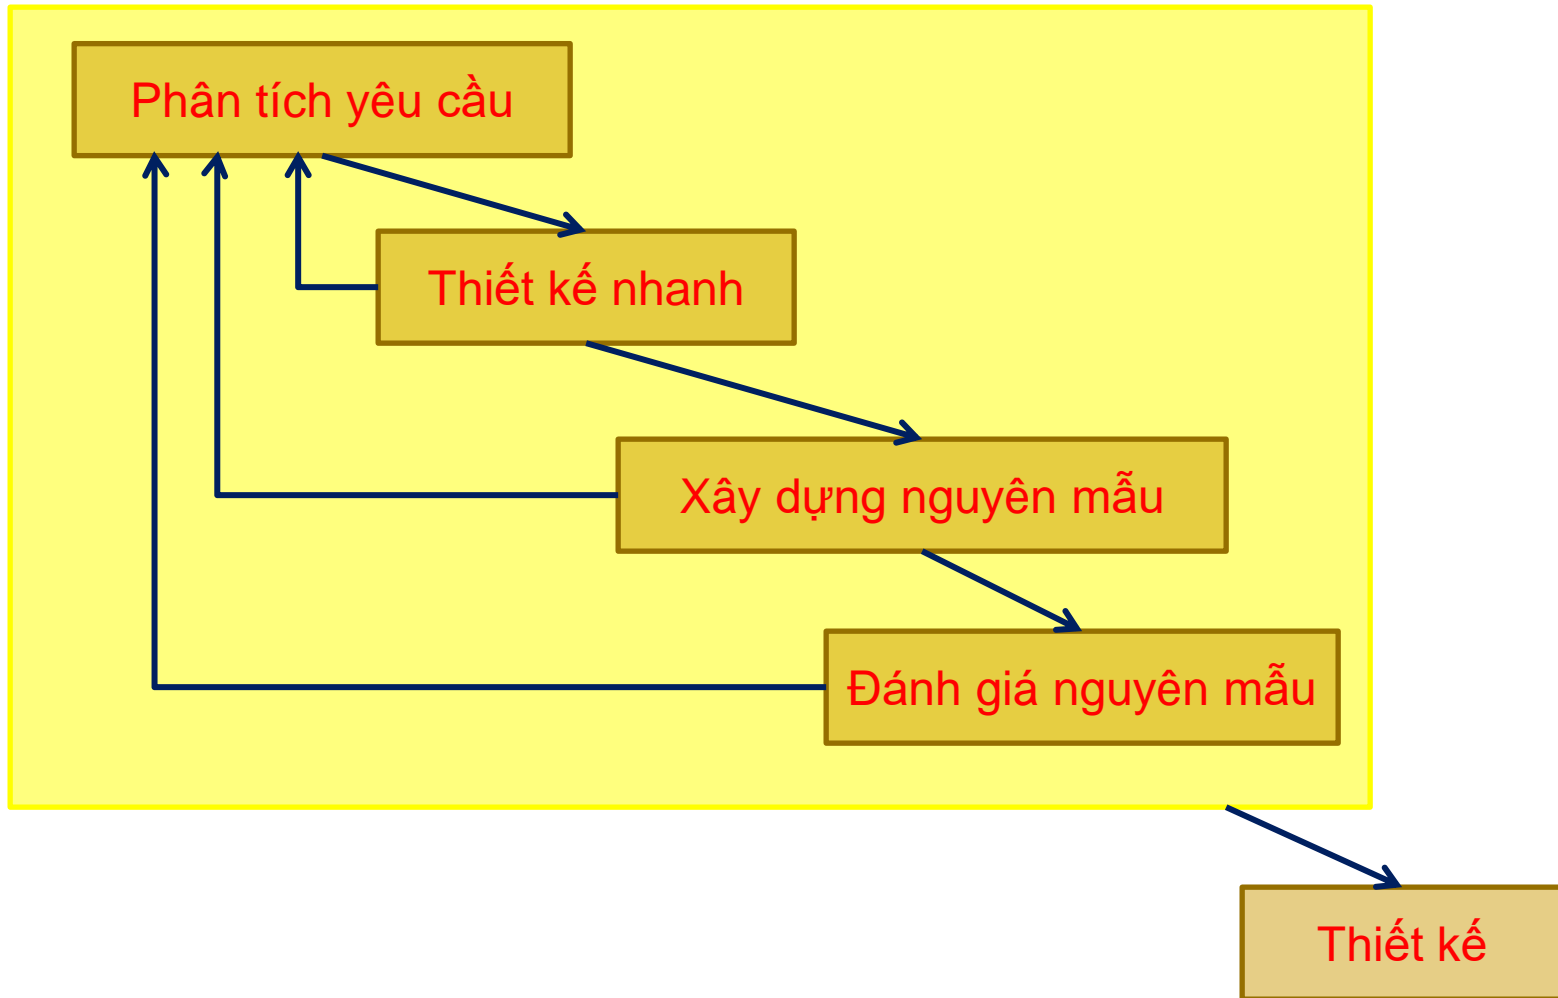 Phân tích yêu cầu
Thiết kế nhanh
Xây dựng nguyên mẫu
Đánh giá nguyên mẫu
Thiết kế